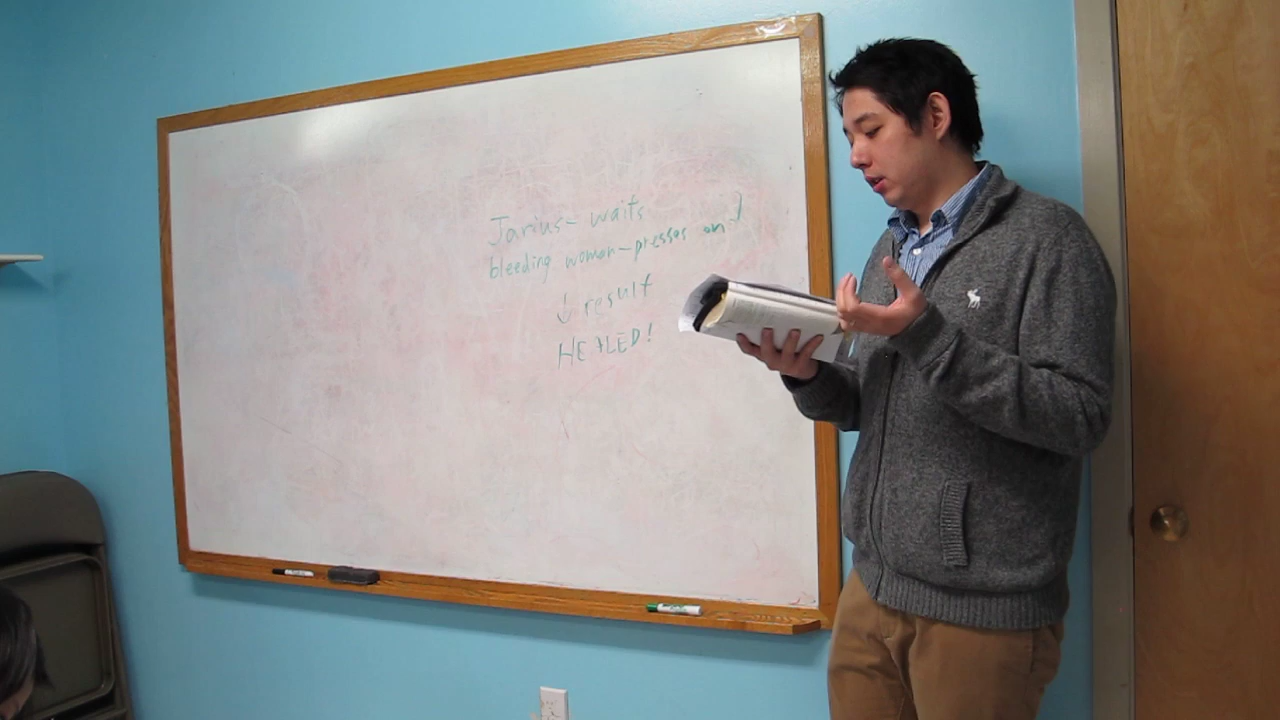 Jarius- waits
bleeding woman-presses on
↓ result
HEALED!